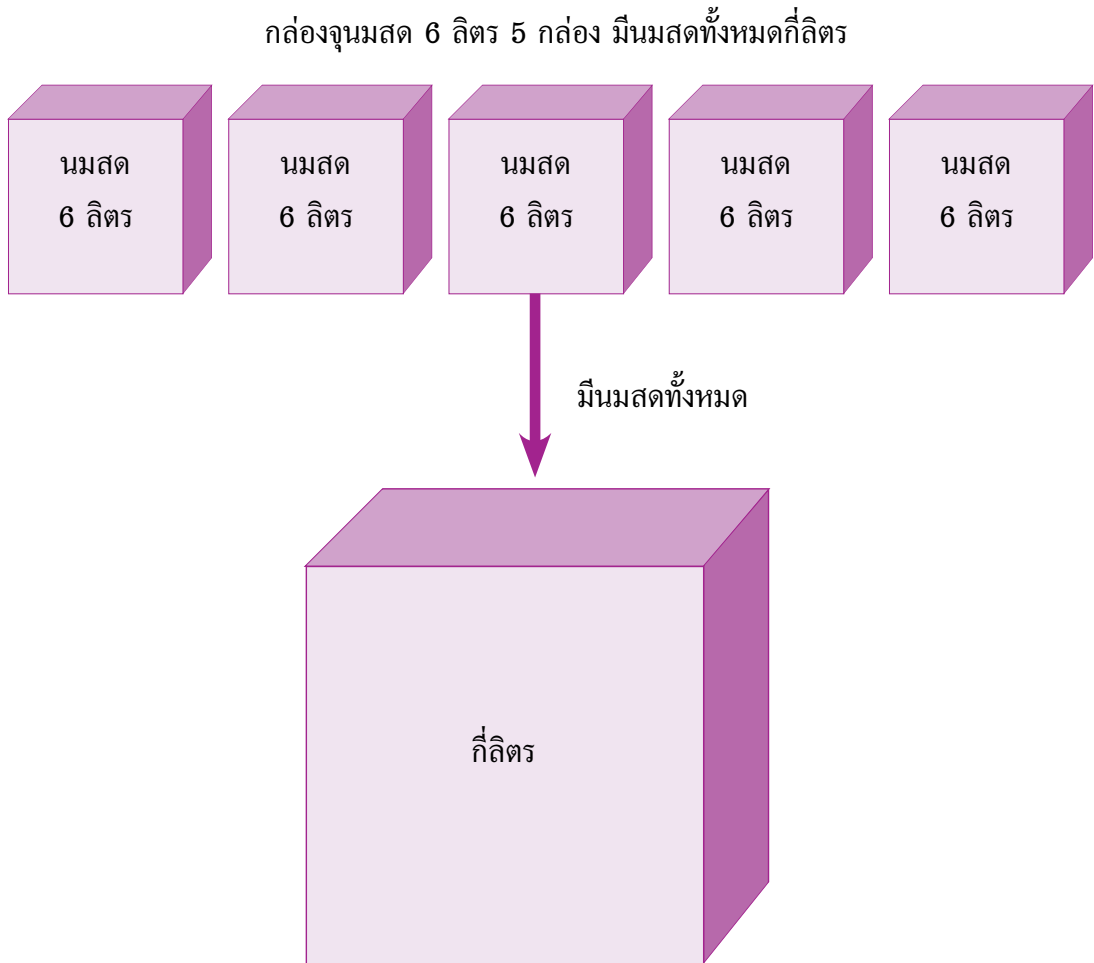 กล่องจุนมสด 6 ลิตร 5 กล่อง มีนมสดทั้งหมดกี่ลิตร
นมสด
6 ลิตร
นมสด
6 ลิตร
นมสด
6 ลิตร
นมสด
6 ลิตร
นมสด
6 ลิตร
มีนมสดทั้งหมด
กี่ลิตร